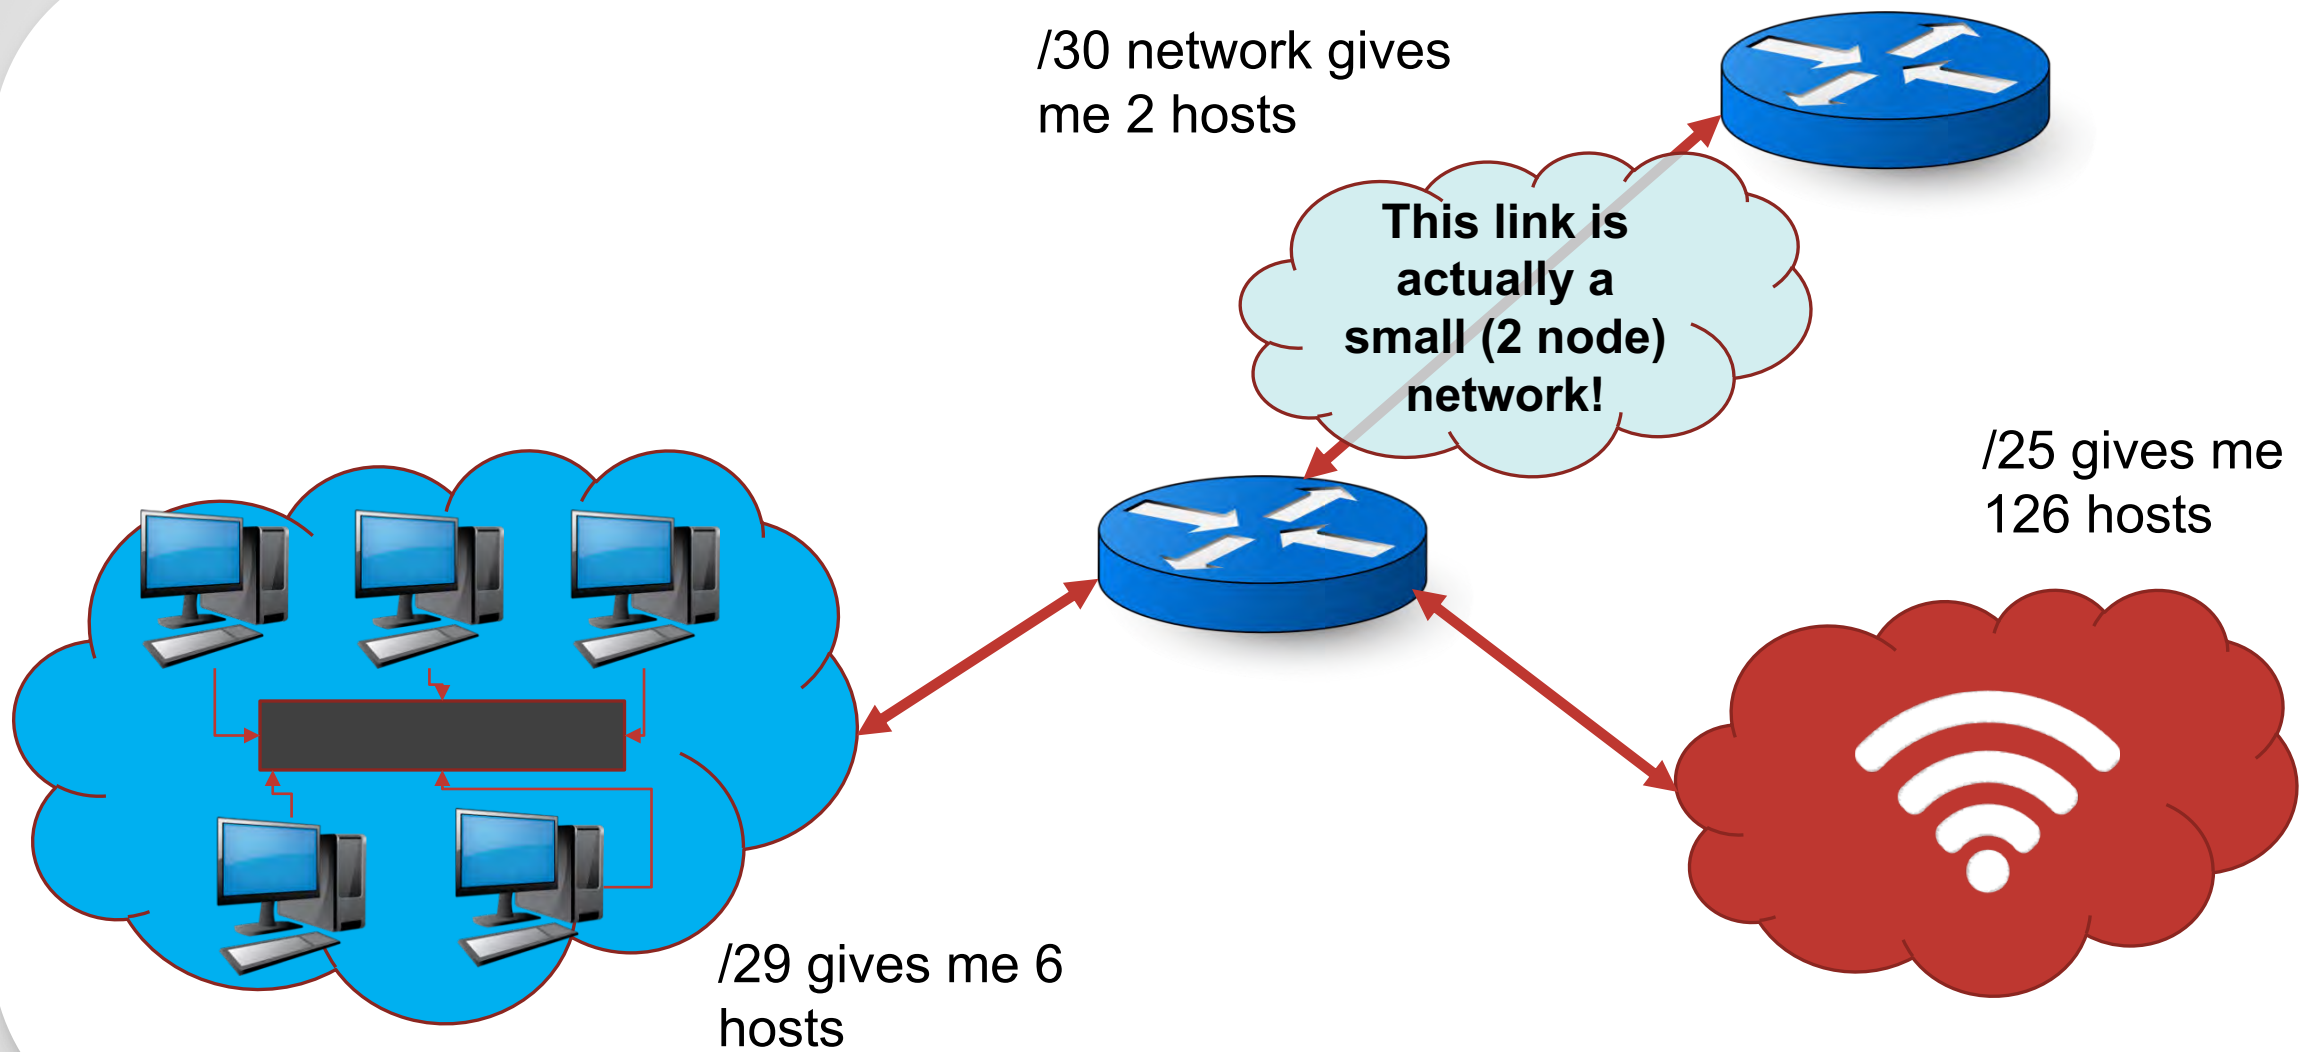 /30 network gives
me 2 hosts
This link is
actually a
small (2 node)
network!
/25 gives me
126 hosts
/29 gives me 6
hosts